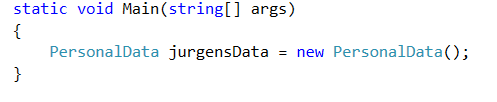 static void Main(string[] args)
{
    PersonalData jurgensData = new PersonalData();
}